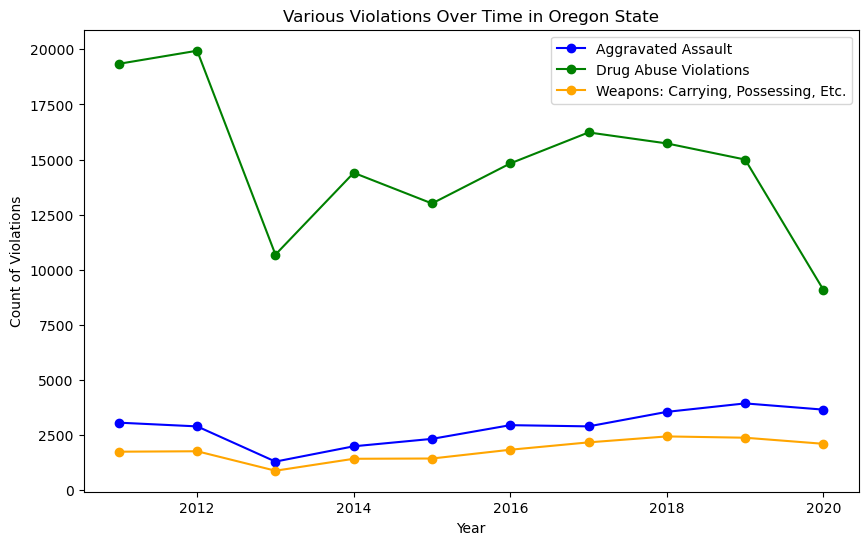 Various Violations Over Time in Oregon State
Aggravated Assault
Drug Abuse Violations
Weapons: Carrying, Possessing, Etc.
20000
17500
15000
12500
10000
7500
5000
2500
0
Count of Violations
2012
2014
2016
2018
2020
Year